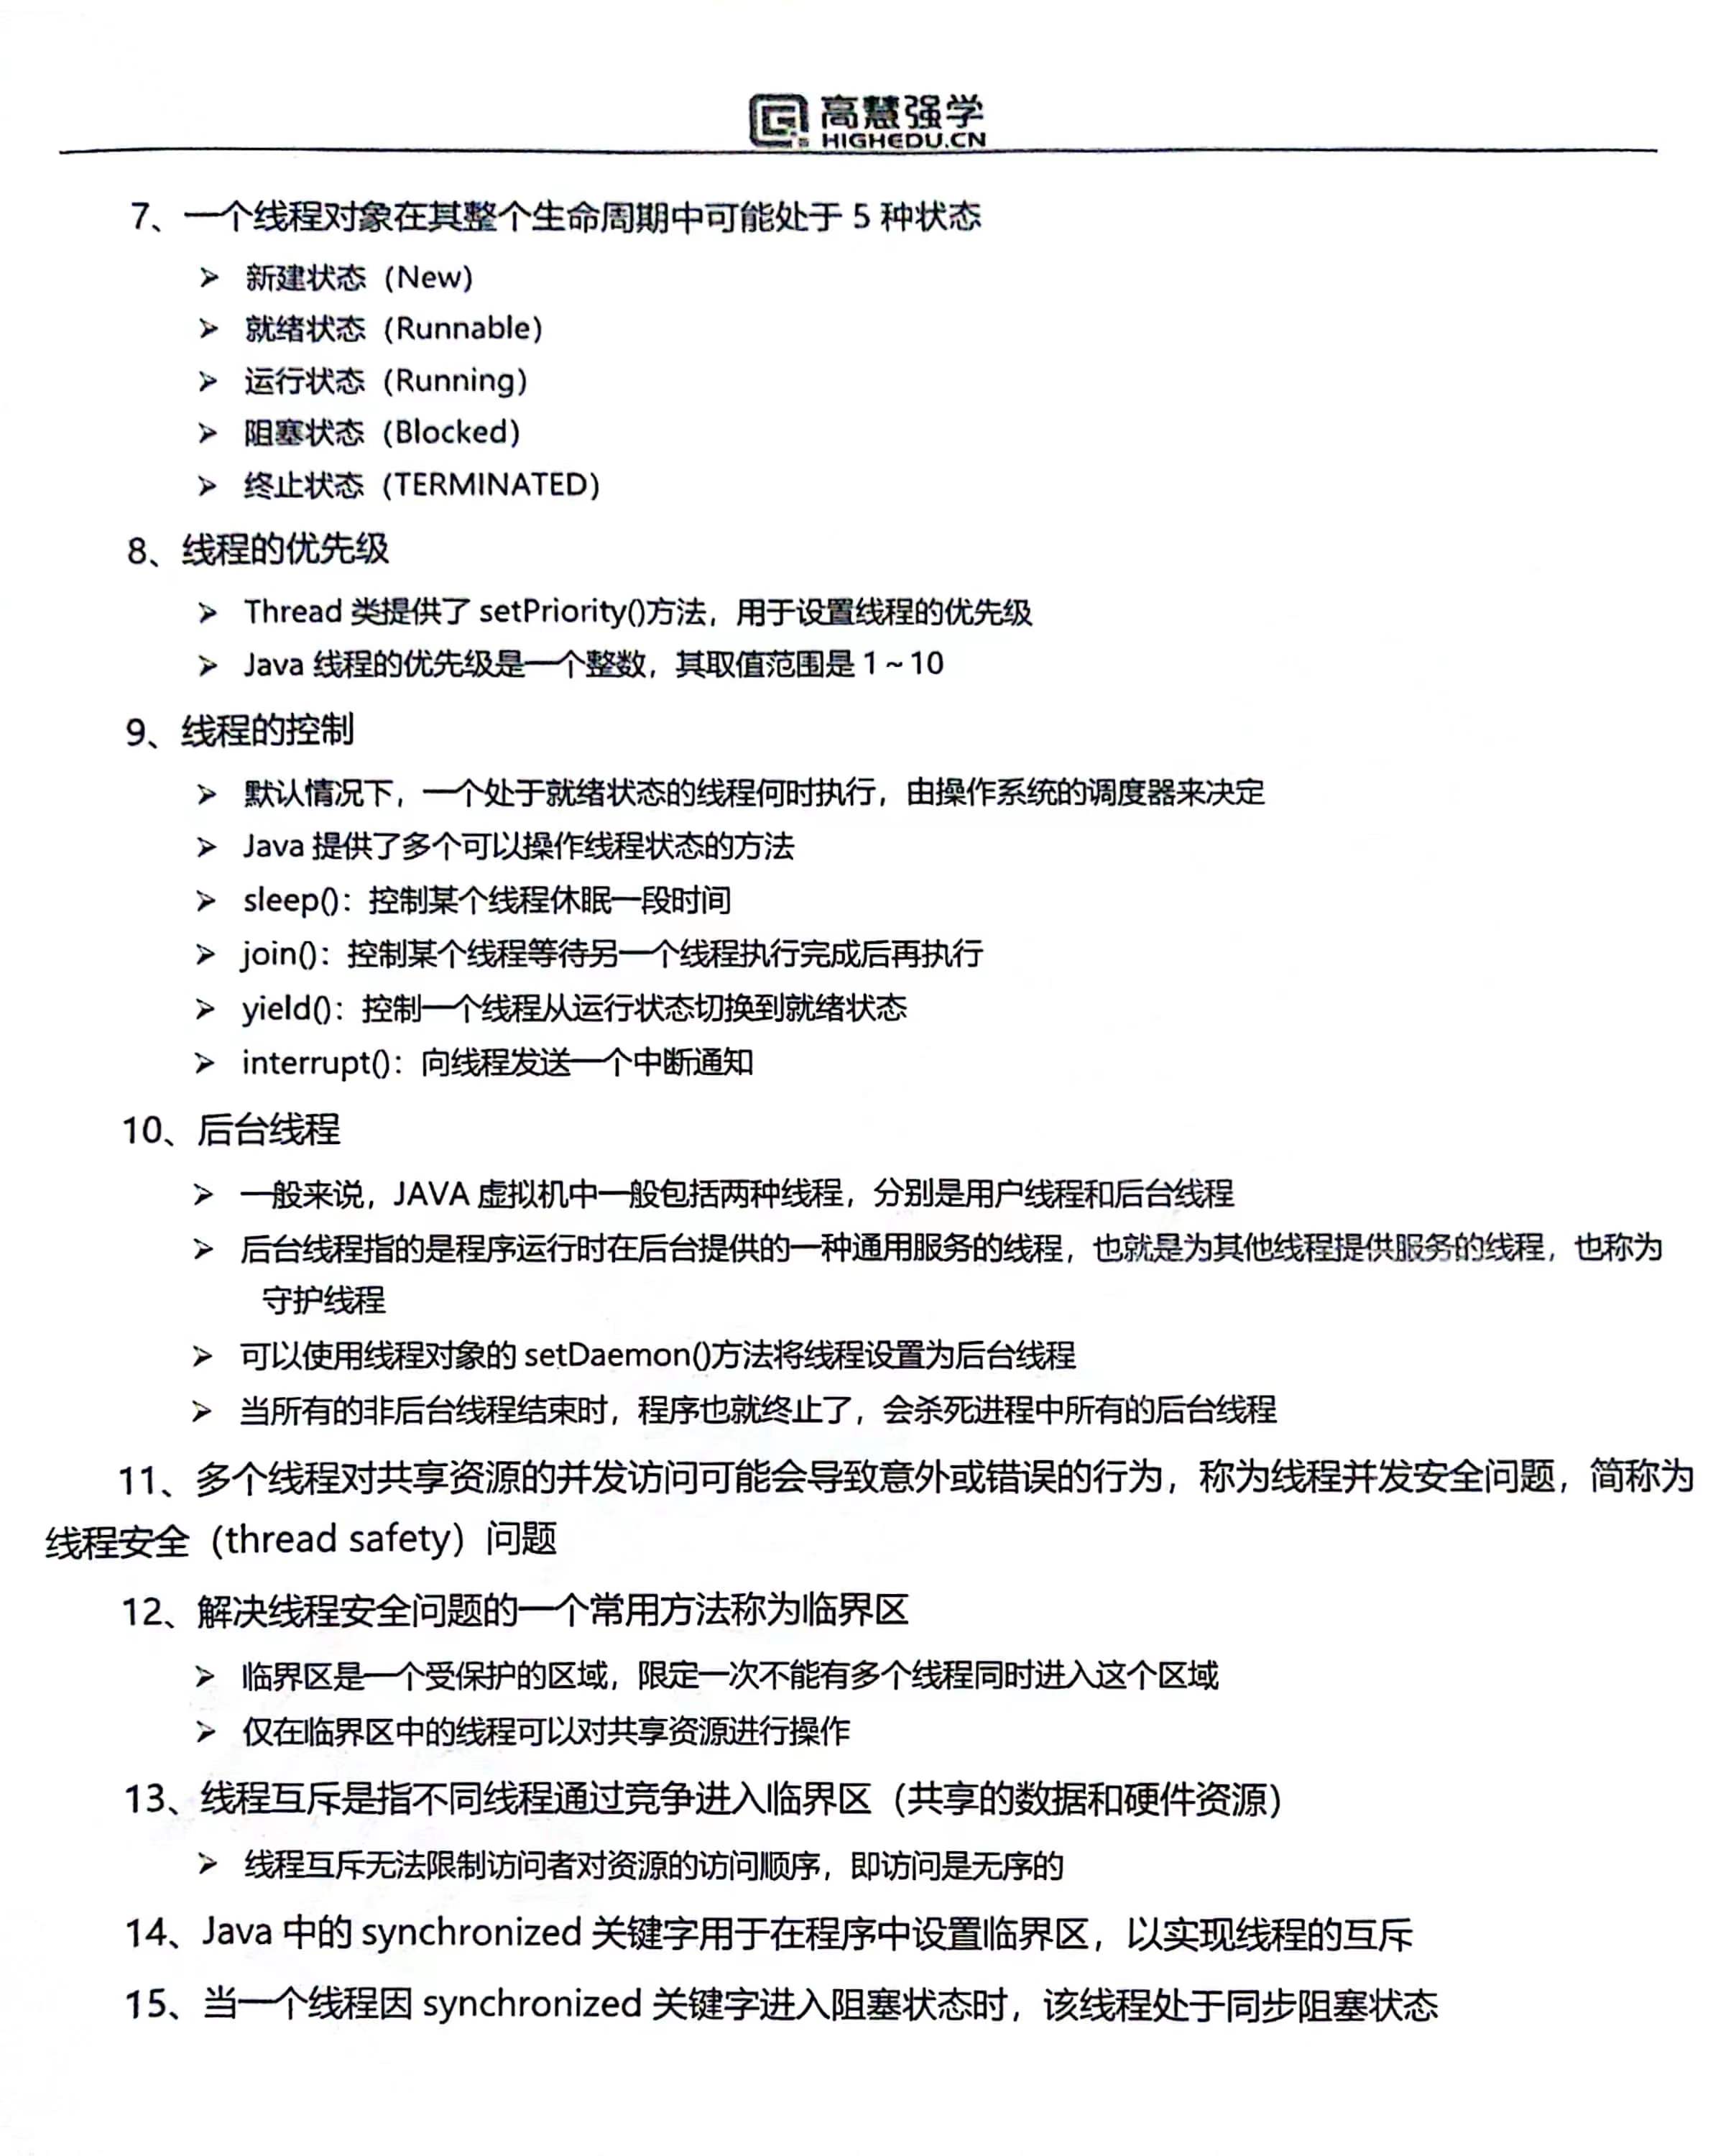 高慧强学
HIGHEDU.CN
7、一个线程对象在其整个生命周期中可能处于 5 种状态
➢ 新建状态（New）
➢ 就绪状态（Runnable）
➢ 运行状态（Running）
➢ 阻塞状态（Blocked）
➢ 终止状态（TERMINATED）
8、线程的优先级
➢ Thread 类提供了 setPriority()方法，用于设置线程的优先级
➢ Java 线程的优先级是一个整数，其取值范围是 1 ~ 10
9、线程的控制
➢ 默认情况下，一个处于就绪状态的线程何时执行，由操作系统的调度器来决定
➢ Java 提供了多个可以操作线程状态的方法
➢ sleep()：控制某个线程休眠一段时间
➢ join()：控制某个线程等待另一个线程执行完成后再执行
➢ yield()：控制一个线程从运行状态切换到就绪状态
➢ interrupt()：向线程发送一个中断通知
10、后台线程
➢ 一般来说，JAVA 虚拟机中一般包括两种线程，分别是用户线程和后台线程
➢ 后台线程指的是程序运行时在后台提供的一种通用服务的线程，也就是为其他线程提供服务的线程，也称为
守护线程
➢ 可以使用线程对象的 setDaemon()方法将线程设置为后台线程
➢ 当所有的非后台线程结束时，程序也就终止了，会杀死进程中所有的后台线程
11、多个线程对共享资源的并发访问可能会导致意外或错误的行为，称为线程并发安全问题，简称为
线程安全（thread safety）问题
12、解决线程安全问题的一个常用方法称为临界区
➢ 临界区是一个受保护的区域，限定一次不能有多个线程同时进入这个区域
➢ 仅在临界区中的线程可以对共享资源进行操作
13、线程互斥是指不同线程通过竞争进入临界区（共享的数据和硬件资源）
➢ 线程互斥无法限制访问者对资源的访问顺序，即访问是无序的
14、Java 中的 synchronized 关键字用于在程序中设置临界区，以实现线程的互斥
15、当一个线程因 synchronized 关键字进入阻塞状态时，该线程处于同步阻塞状态